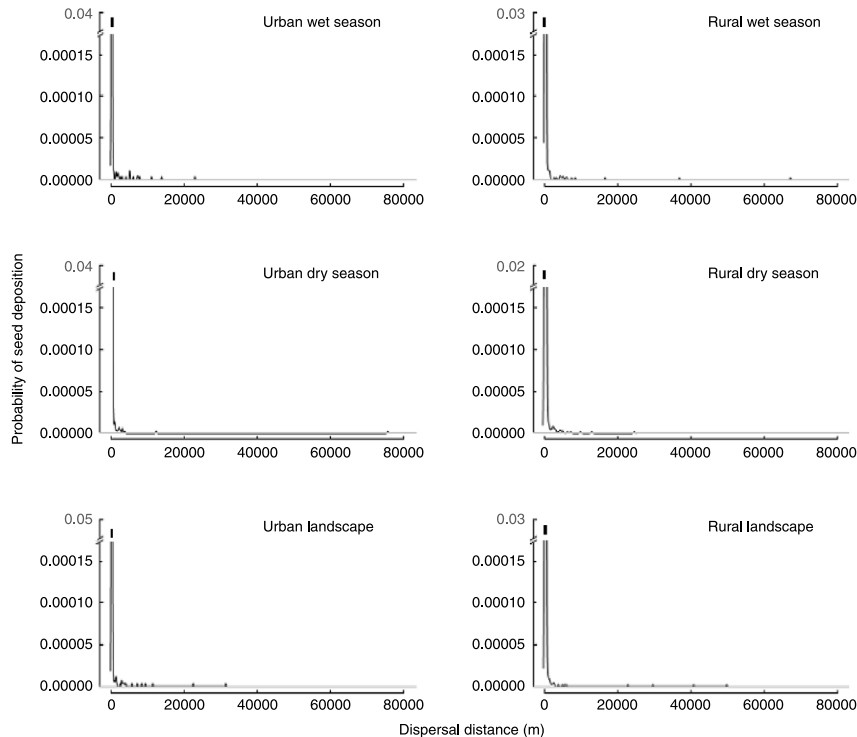 0.04
Urban wet season
0.00015
0.00010
0.00005
0.00000
0 20000 40000 60000 80000
0.03
Rural wet season
0.00015
0.00010
0.00005
0.00000
0 20000 40000 60000 80000
Probability of seed deposition
0.04
Urban dry season
0.00015
0.00010
0.00005
0.00000
0 20000 40000 60000 80000
0.02
Rural dry season
0.00015
0.00010
0.00005
0.00000
0 20000 40000 60000 80000
0.05
Urban landscape
0.00015
0.00010
0.00005
0.00000
0 20000 40000 60000 80000
0.03
Rural landscape
0.00015
0.00010
0.00005
0.00000
0 20000 40000 60000 80000
Dispersal distance (m)